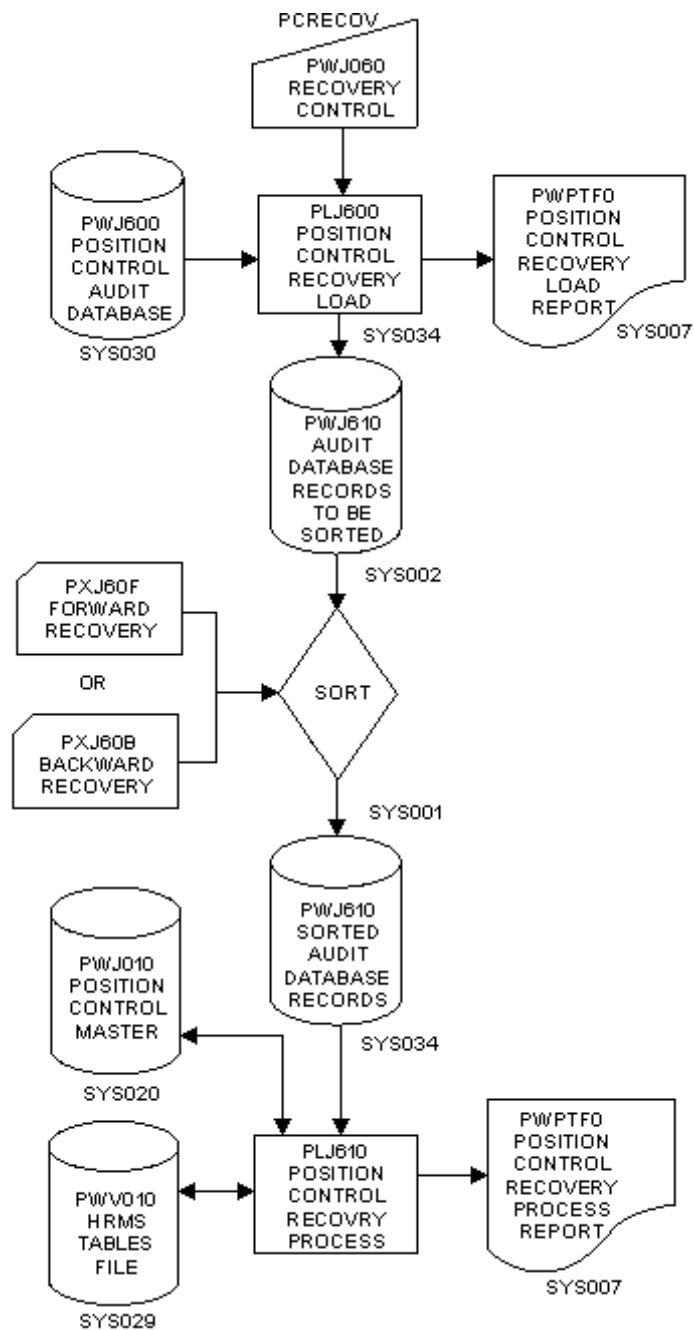 PCRECOV
PWJ060
RECOVERY
CONTROL
PWJ600
POSITION
CONTROL
AUDIT
DATABASE
SYS030
PLJ600
POSITION
CONTROL
RECOVERY
LOAD
SYS034
PWPTF0
POSITION
CONTROL
RECOVERY
LOAD
REPORT
SYS007
PWJ610
AUDIT
DATABASE
RECORDS
TO BE
SORTED
SYS002
PXJ60F
FORWARD
RECOVERY
OR
PXJ60B
BACKWARD
RECOVERY
SORT
SYS001
PWJ610
SORTED
AUDIT
DATABASE
RECORDS
SYS034
PWJ010
POSITION
CONTROL
MASTER
SYS020
PWV010
HRMS
TABLES
FILE
SYS029
PLJ610
POSITION
CONTROL
RECOVRY
PROCESS
PWPTF0
POSITION
CONTROL
RECOVERY
PROCESS
REPORT
SYS007